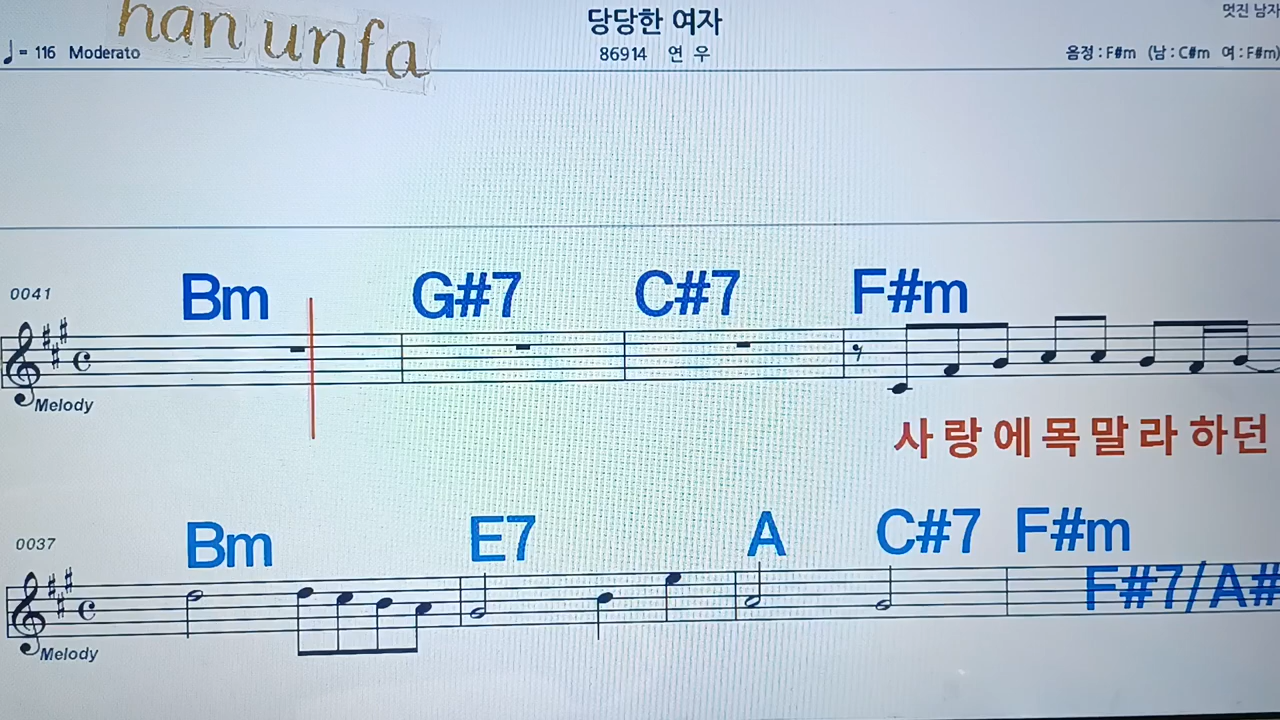 han unfa
당당한 여자
멋진 남자
♩= 116 Moderato
86914 연 우
음정 : F#m (남 : C#m 여 : F#m)
0041
Bm G#7 C#7 F#m
Melody
사랑에목말라하던
0037
Bm E7 A C#7 F#m
F#7/A#
Melody